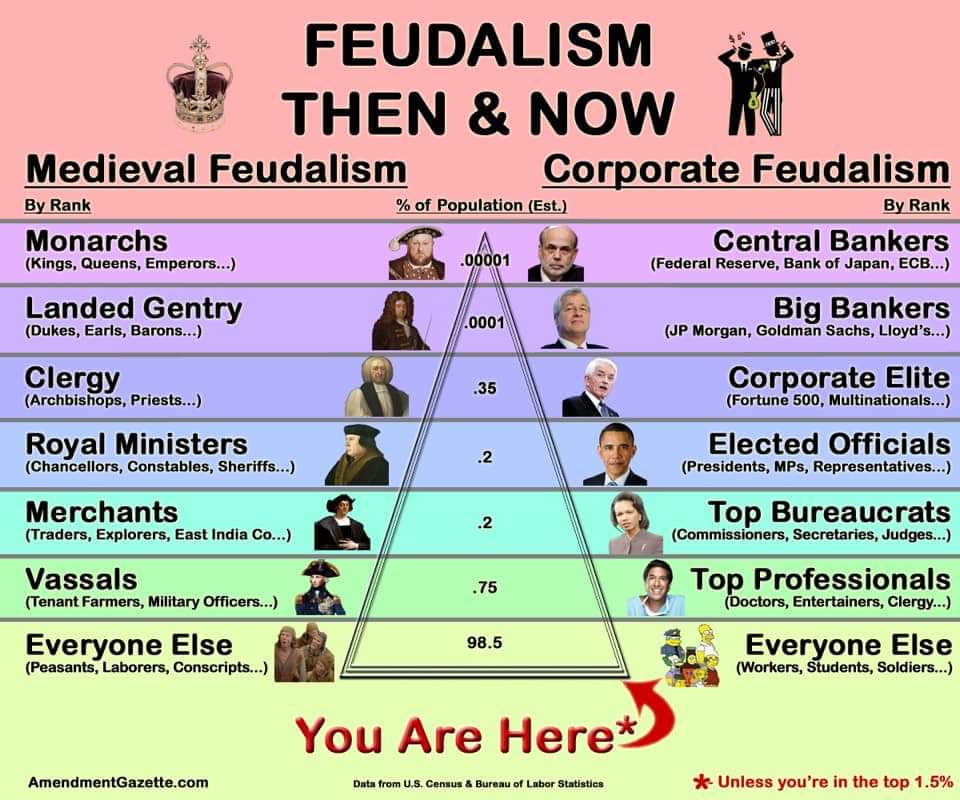 FEUDALISM
THEN & NOW
Medieval Feudalism
Corporate Feudalism
By Rank
% of Population (Est.)
By Rank
Monarchs
(Kings, Queens, Emperors...)
.00001
Central Bankers
(Federal Reserve, Bank of Japan, ECB...)
Landed Gentry
(Dukes, Earls, Barons...)
.0001
Big Bankers
(JP Morgan, Goldman Sachs, Lloyd's...)
Clergy
(Archbishops, Priests...)
.35
Corporate Elite
(Fortune 500, Multinationals...)
Royal Ministers
(Chancellors, Constables, Sheriffs...)
.2
Elected Officials
(Presidents, MPs, Representatives...)
Merchants
(Traders, Explorers, East India Co...)
.2
Top Bureaucrats
(Commissioners, Secretaries, Judges...)
Vassals
(Tenant Farmers, Military Officers...)
.75
Top Professionals
(Doctors, Entertainers, Clergy...)
Everyone Else
(Peasants, Laborers, Conscripts...)
98.5
Everyone Else
(Workers, Students, Soldiers...)
You Are Here*
AmendmentGazette.com
Data from U.S. Census & Bureau of Labor Statistics
* Unless you're in the top 1.5%